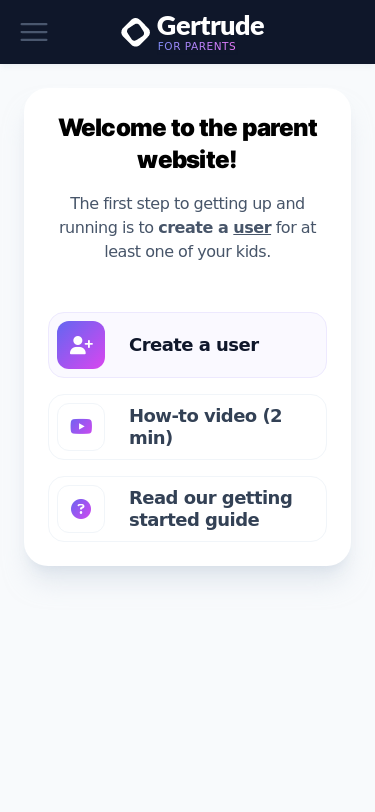 Gertrude
FOR PARENTS
Welcome to the parent
website!
The first step to getting up and
running is to create a user for at
least one of your kids.
Create a user
How-to video (2
min)
Read our getting
started guide